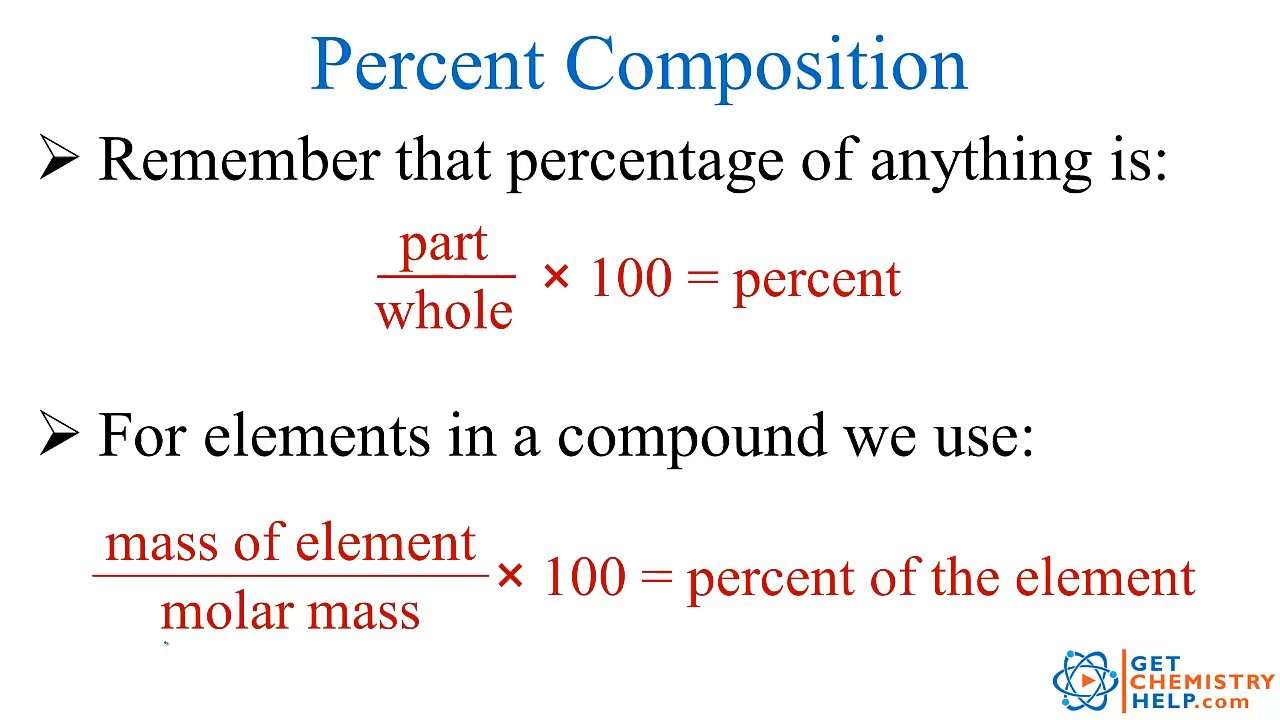 Percent Composition
➢ Remember that percentage of anything is:
part
whole
× 100 = percent
➢ For elements in a compound we use:
mass of element
molar mass
× 100 = percent of the element
GET
CHEMISTRY
HELP.com